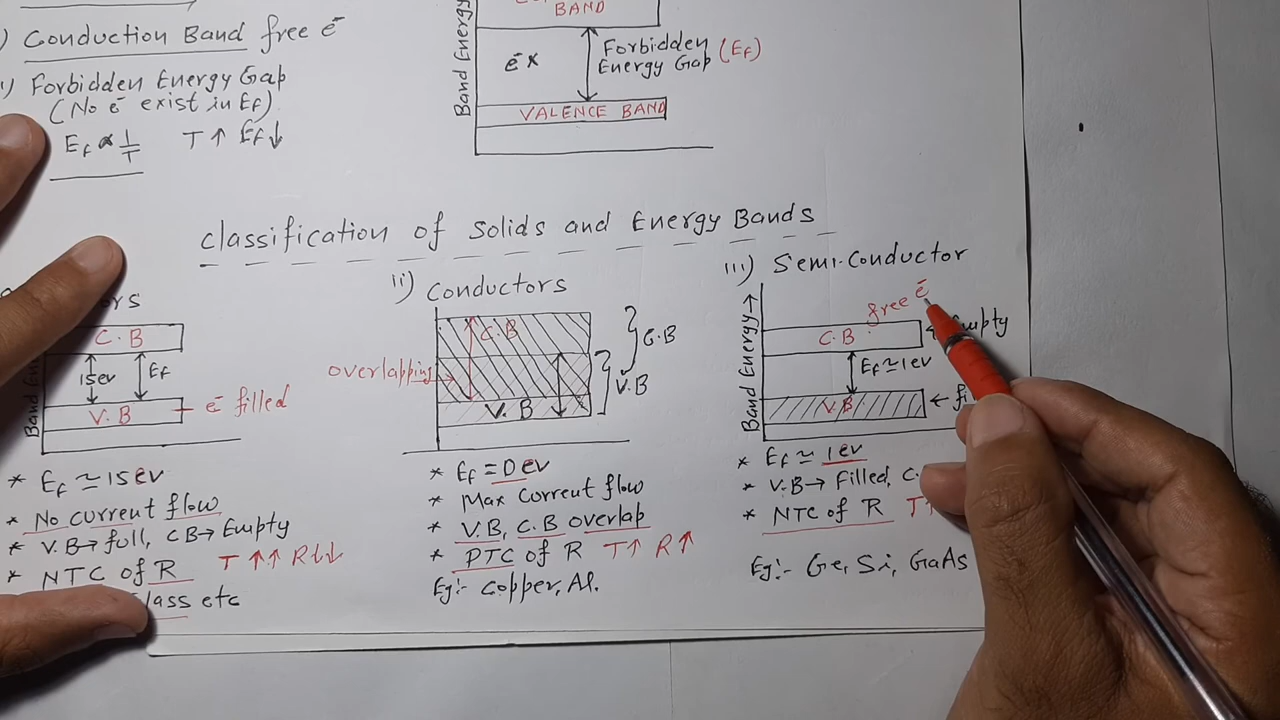 ) Conduction Band free e⁻
) Forbidden Energy Gap
(No e⁻ exist in EF)
EF ∝ 1/T T↑ EF↓
BAND
Band Energy
e⁻ x
Forbidden
Energy Gap (EF)
VALENCE BAND
Classification of Solids and Energy Bands
C.B
15ev
EF
V.B
e⁻ filled
* EF ≃ 15ev
* No current flow
* V.B → full, CB → Empty
* NTC of R T↑↑ R↓↓
etc
ii) Conductors
C.B
overlapping
V.B
C.B
V.B
* EF = 0ev
* Max Current flow
* V.B, C.B overlap
* PTC of R T↑ R↑
Eg:- Copper, Al.
iii) Semi-Conductor
Band Energy →
free e⁻
C.B
EF ≃ 1ev
V.B
* EF ≃ 1ev
* V.B → Filled, C.
* NTC of R T↑
Eg:- Ge, Si, GaAs